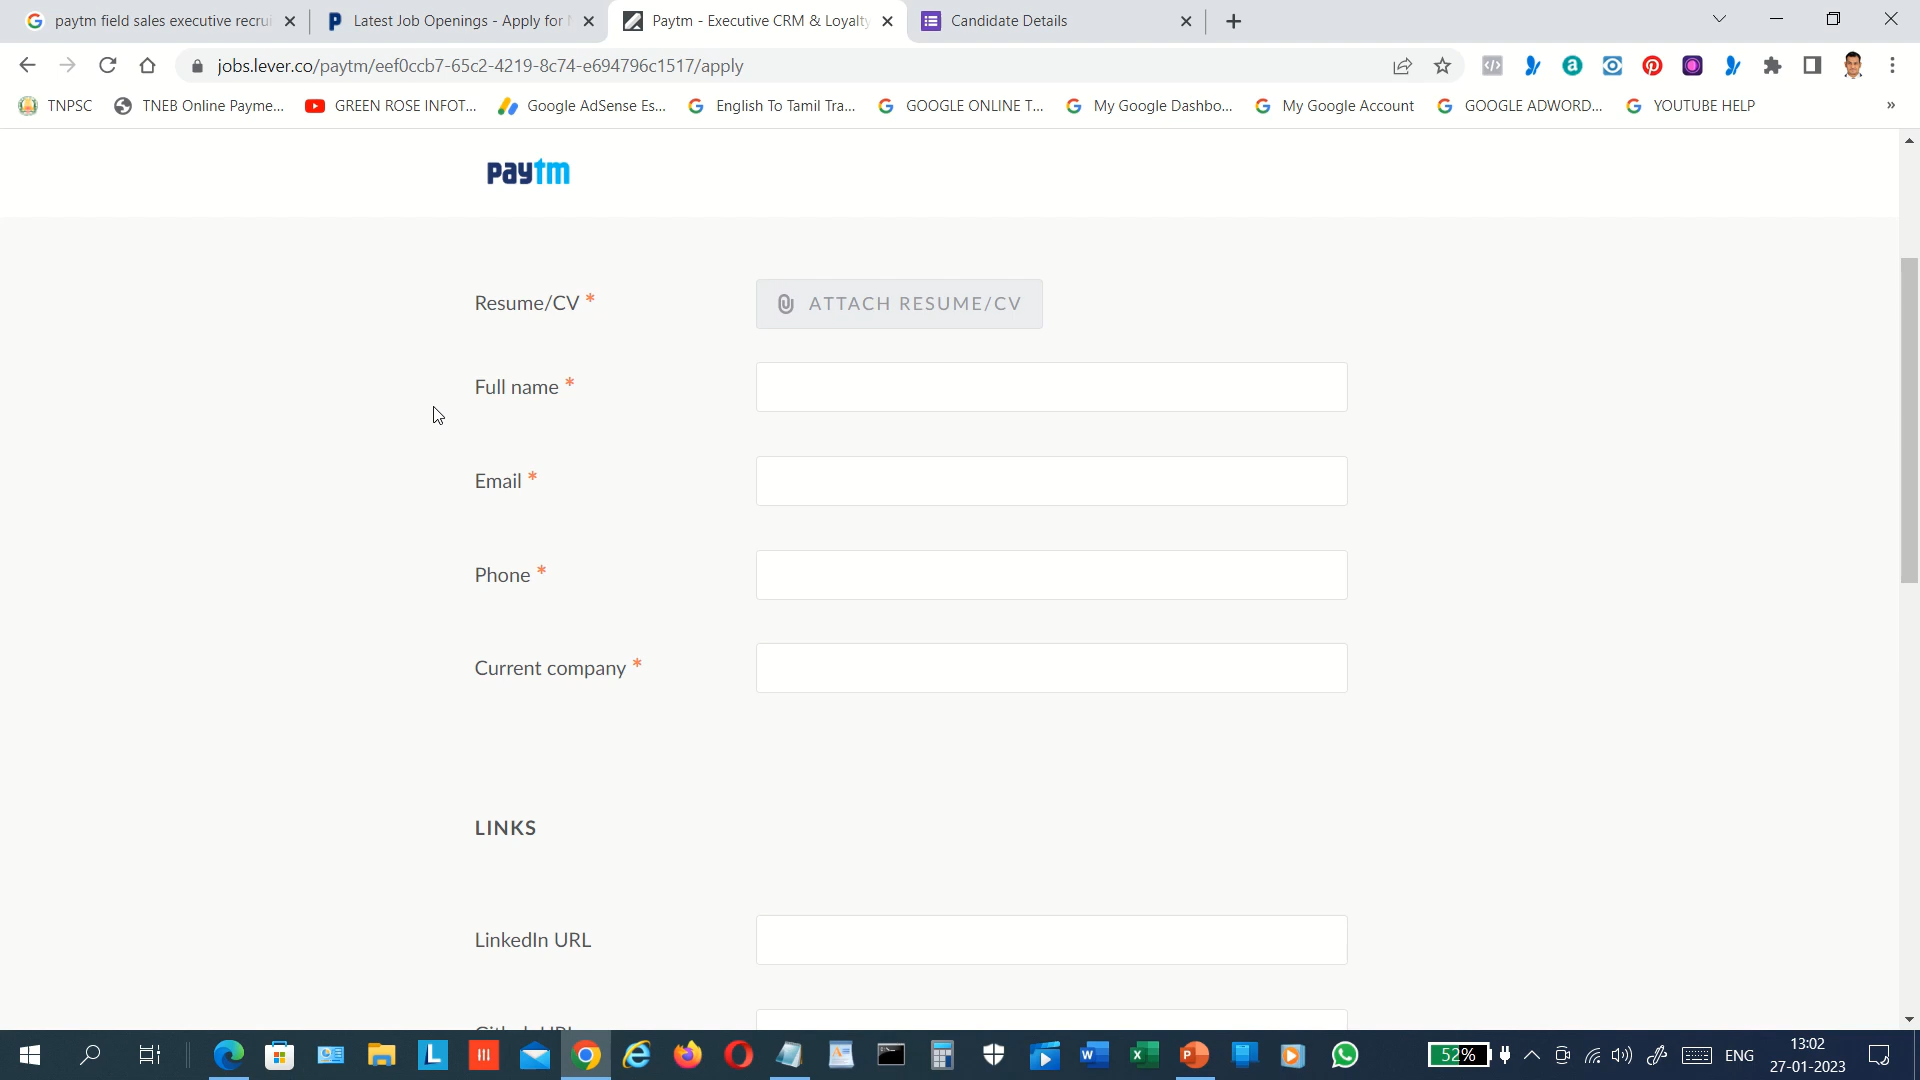 paytm field sales executive recrui
Latest Job Openings - Apply for
Paytm - Executive CRM & Loyalty
Candidate Details
jobs.lever.co/paytm/eef0ccb7-65c2-4219-8c74-e694796c1517/apply
TNPSC
TNEB Online Payme...
GREEN ROSE INFOT...
Google AdSense Es...
English To Tamil Tra...
GOOGLE ONLINE T...
My Google Dashbo...
My Google Account
GOOGLE ADWORD...
YOUTUBE HELP
»
paytm
Resume/CV *
ATTACH RESUME/CV
Full name *
Email *
Phone *
Current company *
LINKS
LinkedIn URL
52%
ENG
13:02
27-01-2023